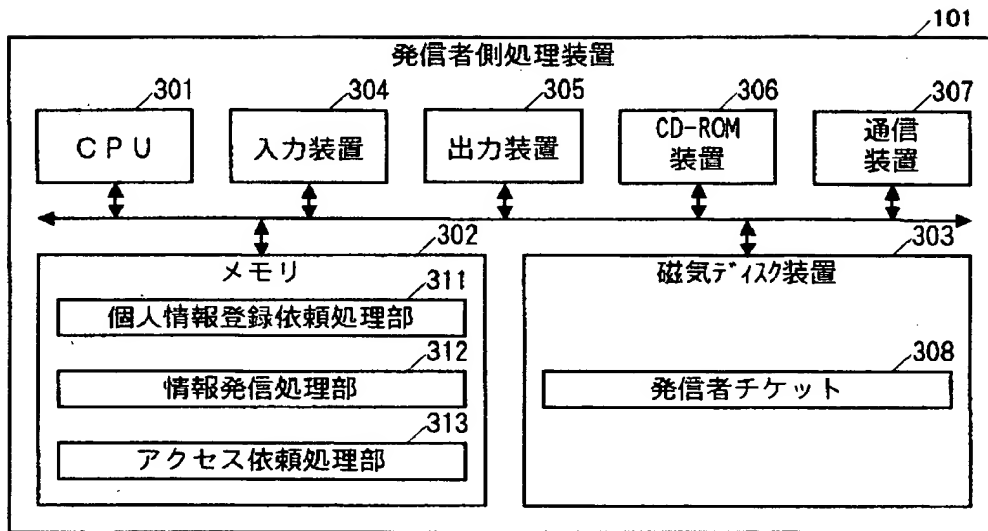 101
発信者側処理装置
301
304
305
306
307
ＣＰＵ
入力装置
出力装置
CD-ROM
装置
通信
装置
302
303
メモリ
磁気ディスク装置
311
個人情報登録依頼処理部
312
308
情報発信処理部
発信者チケット
313
アクセス依頼処理部